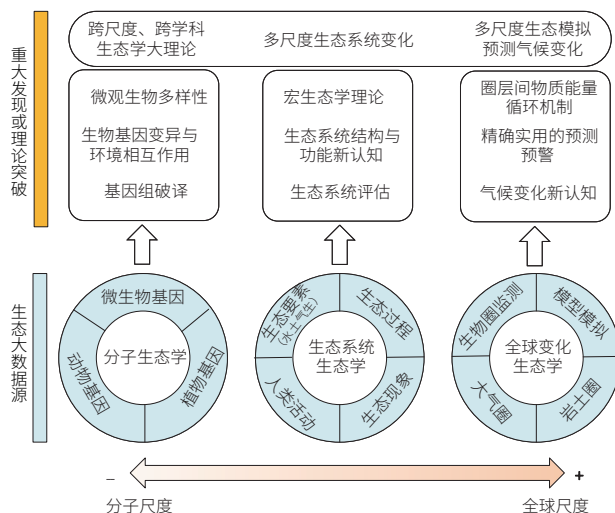 重大发现或理论突破
跨尺度、跨学科
生态学大理论
多尺度生态系统变化
多尺度生态模拟
预测气候变化
微观生物多样性
生物基因变异与
环境相互作用
基因组破译
宏生态学理论
生态系统结构与
功能新认知
生态系统评估
圈层间物质能量
循环机制
精确实用的预测
预警
气候变化新认知
生态大数据源
微生物基因
动物基因
植物基因
分子生态学
生态要素
(水土气生)
生态过程
人类活动
生态现象
生态系统
生态学
生物圈监测
模型模拟
大气圈
岩土圈
全球变化
生态学
–
+
分子尺度
全球尺度